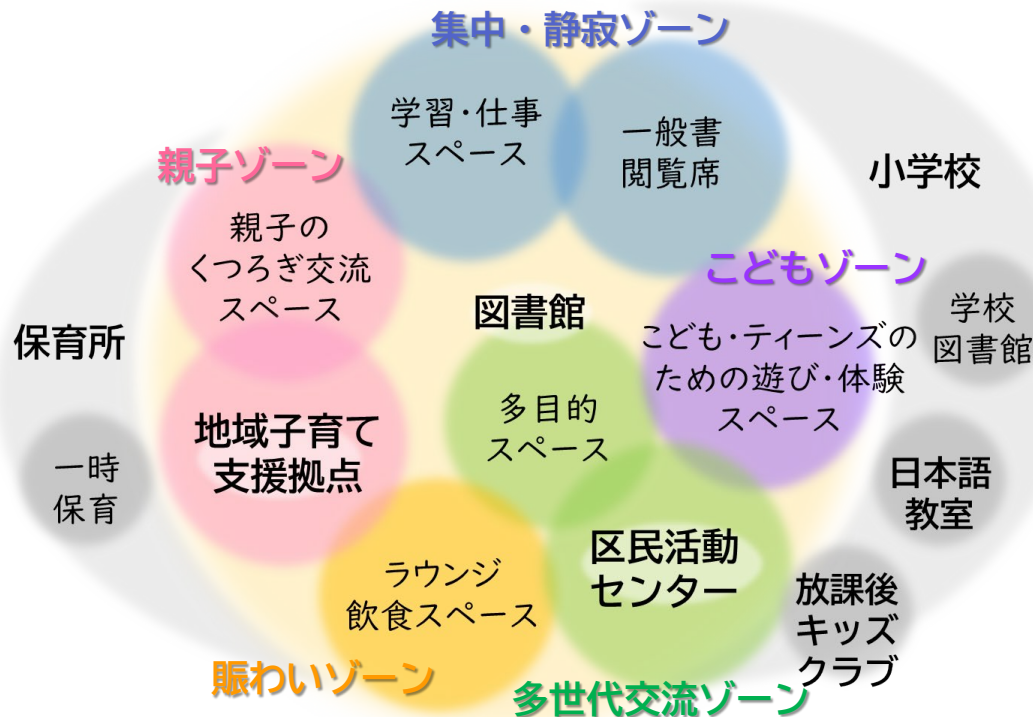 集中・静寂ゾーン
学習・仕事
スペース
一般書
閲覧席
親子ゾーン
親子の
くつろぎ交流
スペース
小学校
こどもゾーン
こども・ティーンズの
ための遊び・体験
スペース
学校
図書館
図書館
保育所
多目的
スペース
地域子育て
支援拠点
一時
保育
日本語
教室
区民活動
センター
ラウンジ
飲食スペース
放課後
キッズ
クラブ
賑わいゾーン
多世代交流ゾーン